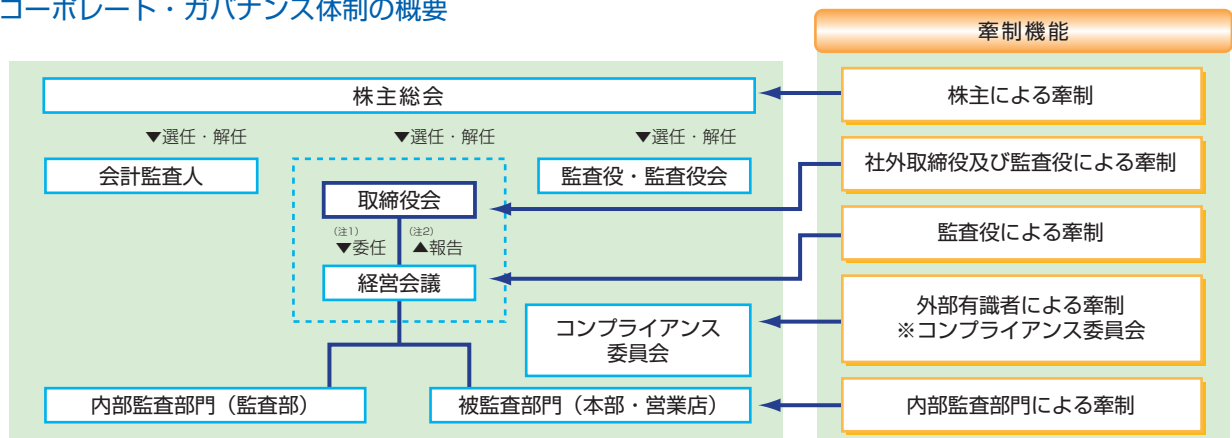 コーポレート・ガバナンス体制の概要
牽制機能
株主総会
株主による牽制
▼選任・解任
▼選任・解任
▼選任・解任
会計監査人
監査役・監査役会
社外取締役及び監査役による牽制
取締役会
(注1)
▼委任
(注2)
▲報告
監査役による牽制
経営会議
コンプライアンス
委員会
外部有識者による牽制
※コンプライアンス委員会
内部監査部門（監査部）
被監査部門（本部・営業店）
内部監査部門による牽制